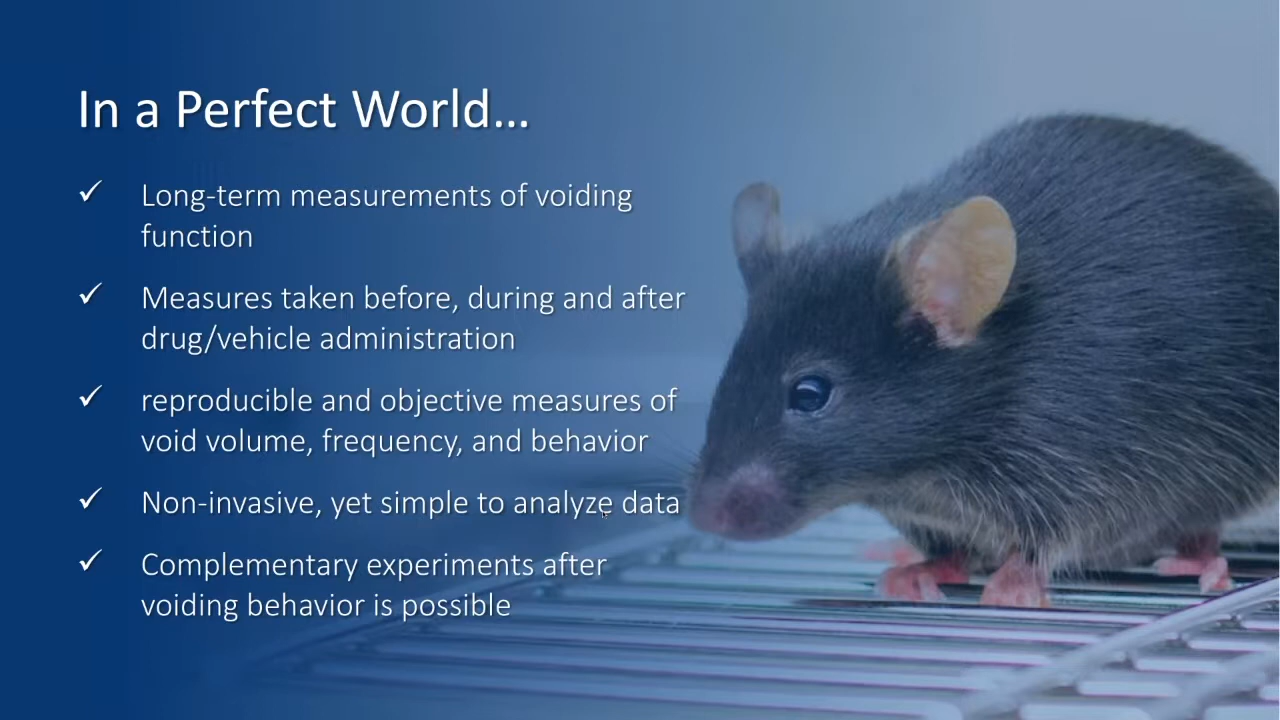 In a Perfect World...
✓ Long-term measurements of voiding
function
✓ Measures taken before, during and after
drug/vehicle administration
✓ reproducible and objective measures of
void volume, frequency, and behavior
✓ Non-invasive, yet simple to analyze data
✓ Complementary experiments after
voiding behavior is possible